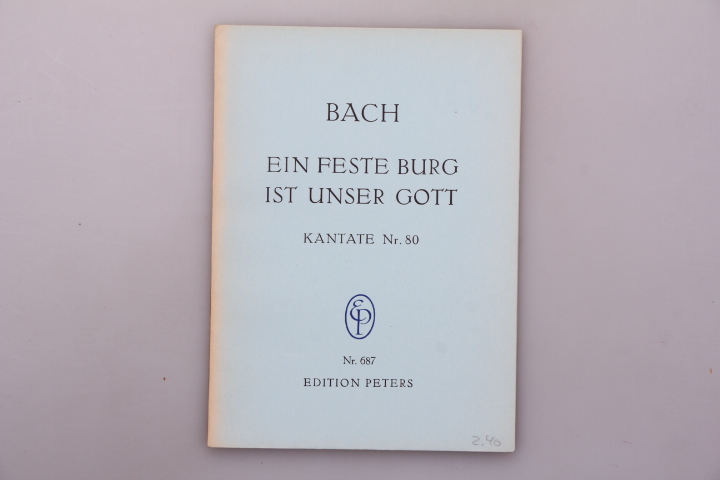 BACH
EIN FESTE BURG
IST UNSER GOTT
KANTATE Nr. 80
EP
Nr. 687
EDITION PETERS
2.40